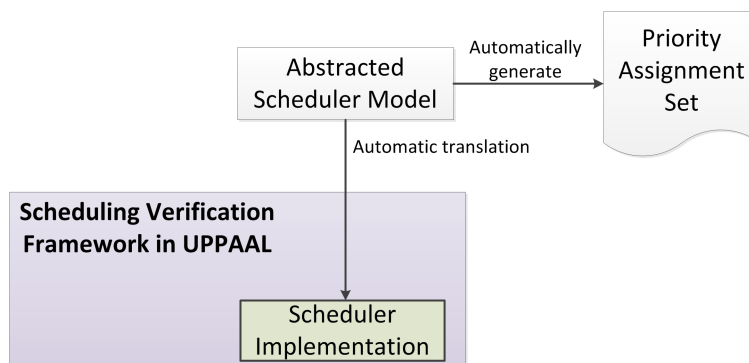 Abstracted
Scheduler Model
Automatically
generate
Priority
Assignment
Set
Automatic translation
Scheduling Verification
Framework in UPPAAL
Scheduler
Implementation